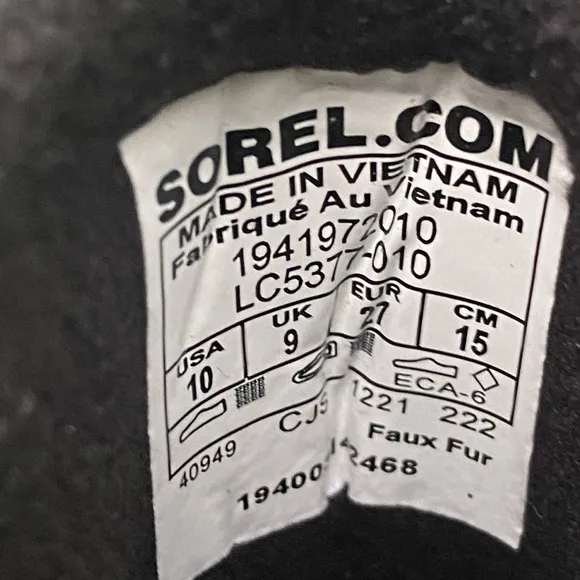 SOREL.COM
MADE IN VIETNAM
Fabriqué Au Vietnam
1941972010
LC5377-010
USA UK EUR CM
10 9 27 15
ECA-6
40949 1221 222
Faux Fur